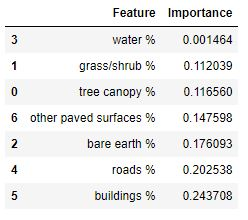 Feature Importance
3 water % 0.001464
1 grass/shrub % 0.112039
0 tree canopy % 0.116560
6 other paved surfaces % 0.147598
2 bare earth % 0.176093
4 roads % 0.202538
5 buildings % 0.243708